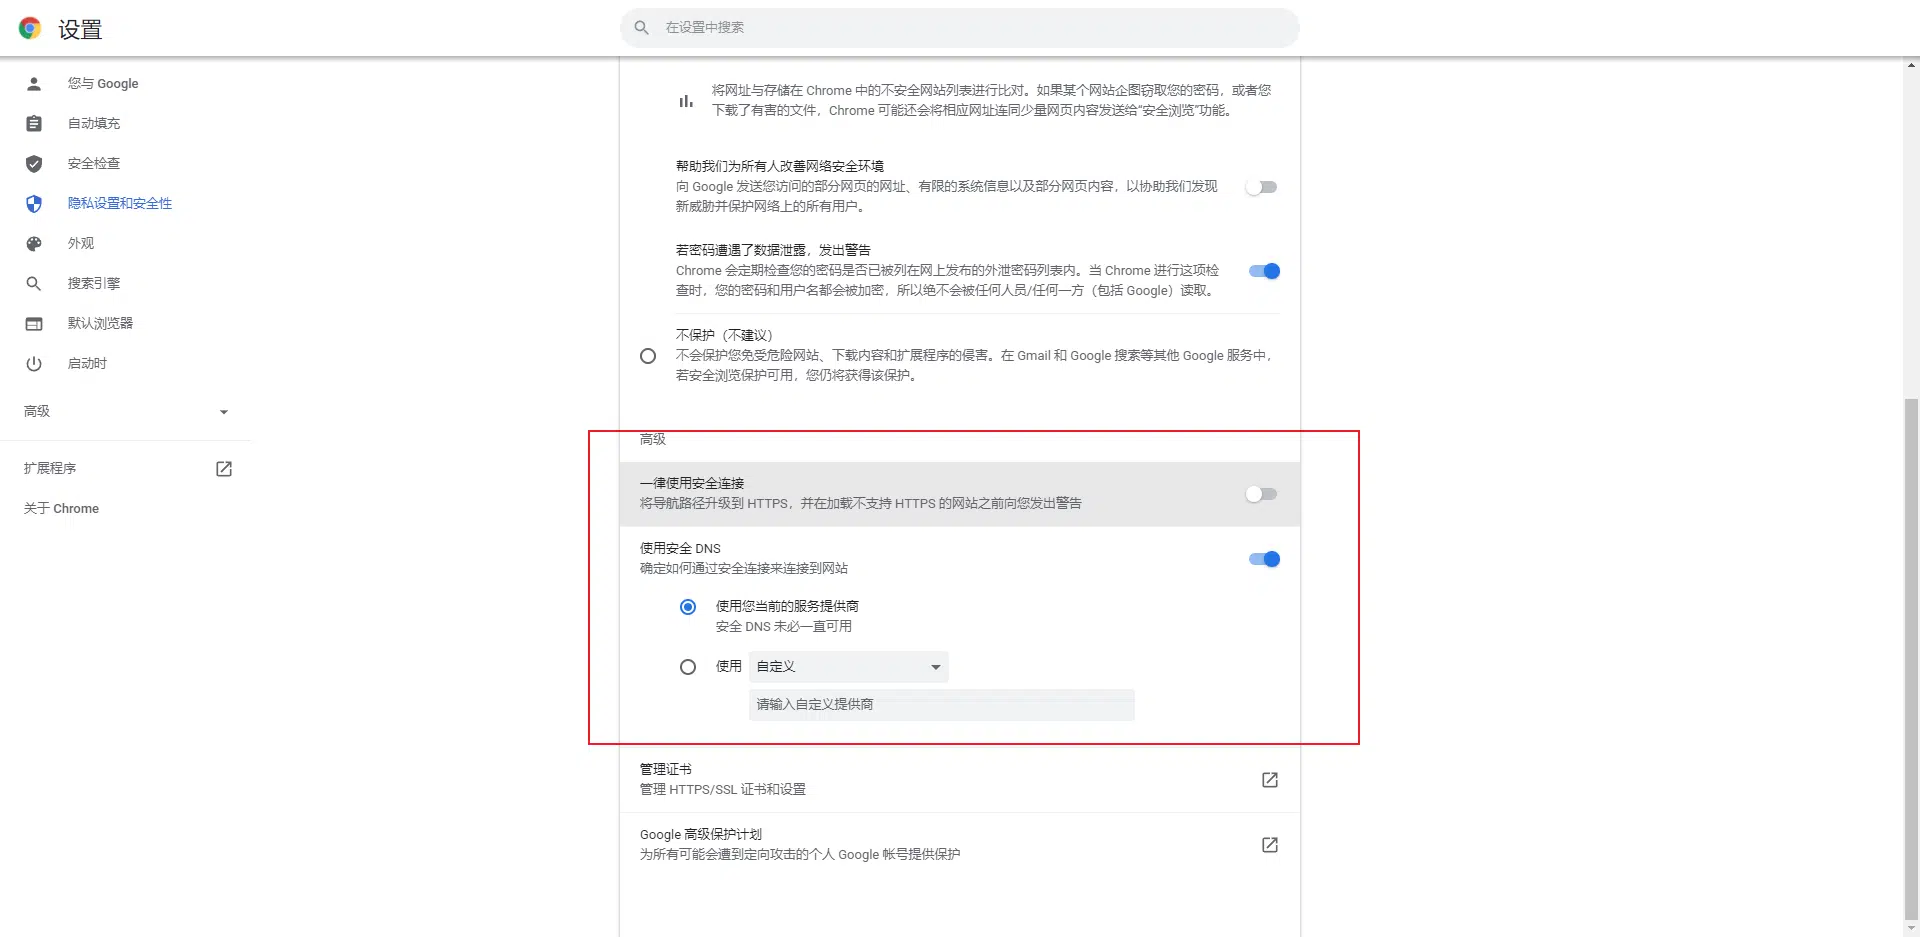 设置
在设置中搜索
您与 Google
自动填充
安全检查
隐私设置和安全性
外观
搜索引擎
默认浏览器
启动时
高级
扩展程序
关于 Chrome
将网址与存储在 Chrome 中的不安全网站列表进行比对。如果某个网站企图窃取您的密码，或者您
下载了有害的文件，Chrome 可能还会将相应网址连同少量网页内容发送给“安全浏览”功能。
帮助我们为所有人改善网络安全环境
向 Google 发送您访问的部分网页的网址、有限的系统信息以及部分网页内容，以协助我们发现
新威胁并保护网络上的所有用户。
若密码遭遇了数据泄露，发出警告
Chrome 会定期检查您的密码是否已被列在网上发布的外泄密码列表内。当 Chrome 进行这项检
查时，您的密码和用户名都会被加密，所以绝不会被任何人员/任何一方（包括 Google）读取。
不保护（不建议）
不会保护您免受危险网站、下载内容和扩展程序的侵害。在 Gmail 和 Google 搜索等其他 Google 服务中，
若安全浏览保护可用，您仍将获得该保护。
高级
一律使用安全连接
将导航路径升级到 HTTPS，并在加载不支持 HTTPS 的网站之前向您发出警告
使用安全 DNS
确定如何通过安全连接来连接到网站
使用您当前的服务提供商
安全 DNS 未必一直可用
使用 自定义
请输入自定义提供商
管理证书
管理 HTTPS/SSL 证书和设置
Google 高级保护计划
为所有可能会遭到定向攻击的个人 Google 帐号提供保护